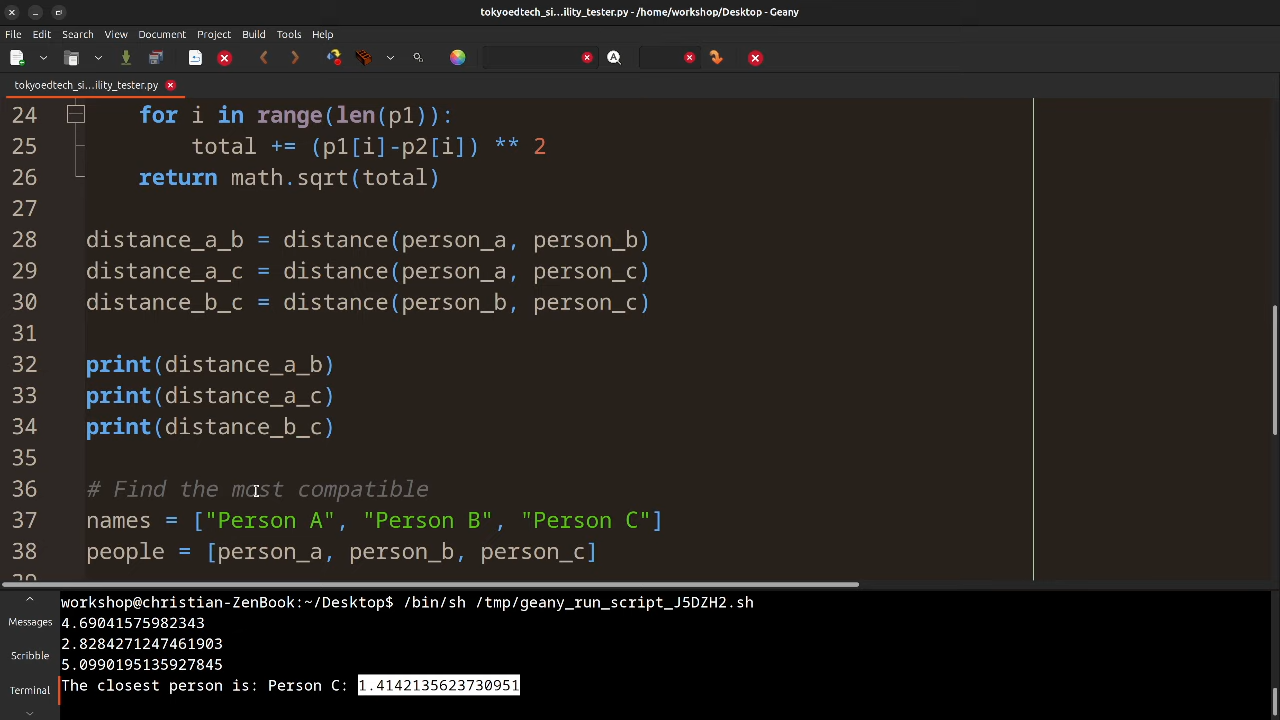 tokyoedtech_si...ility_tester.py - /home/workshop/Desktop - Geany
File Edit Search View Document Project Build Tools Help
tokyoedtech_si...ility_tester.py
24 for i in range(len(p1)):
25 total += (p1[i]-p2[i]) ** 2
26 return math.sqrt(total)
27
28 distance_a_b = distance(person_a, person_b)
29 distance_a_c = distance(person_a, person_c)
30 distance_b_c = distance(person_b, person_c)
31
32 print(distance_a_b)
33 print(distance_a_c)
34 print(distance_b_c)
35
36 # Find the most compatible
37 names = ["Person A", "Person B", "Person C"]
38 people = [person_a, person_b, person_c]
39
Messages
Scribble
Terminal
workshop@christian-ZenBook:~/Desktop$ /bin/sh /tmp/geany_run_script_J5DZH2.sh
4.69041575982343
2.8284271247461903
5.0990195135927845
The closest person is: Person C: 1.4142135623730951